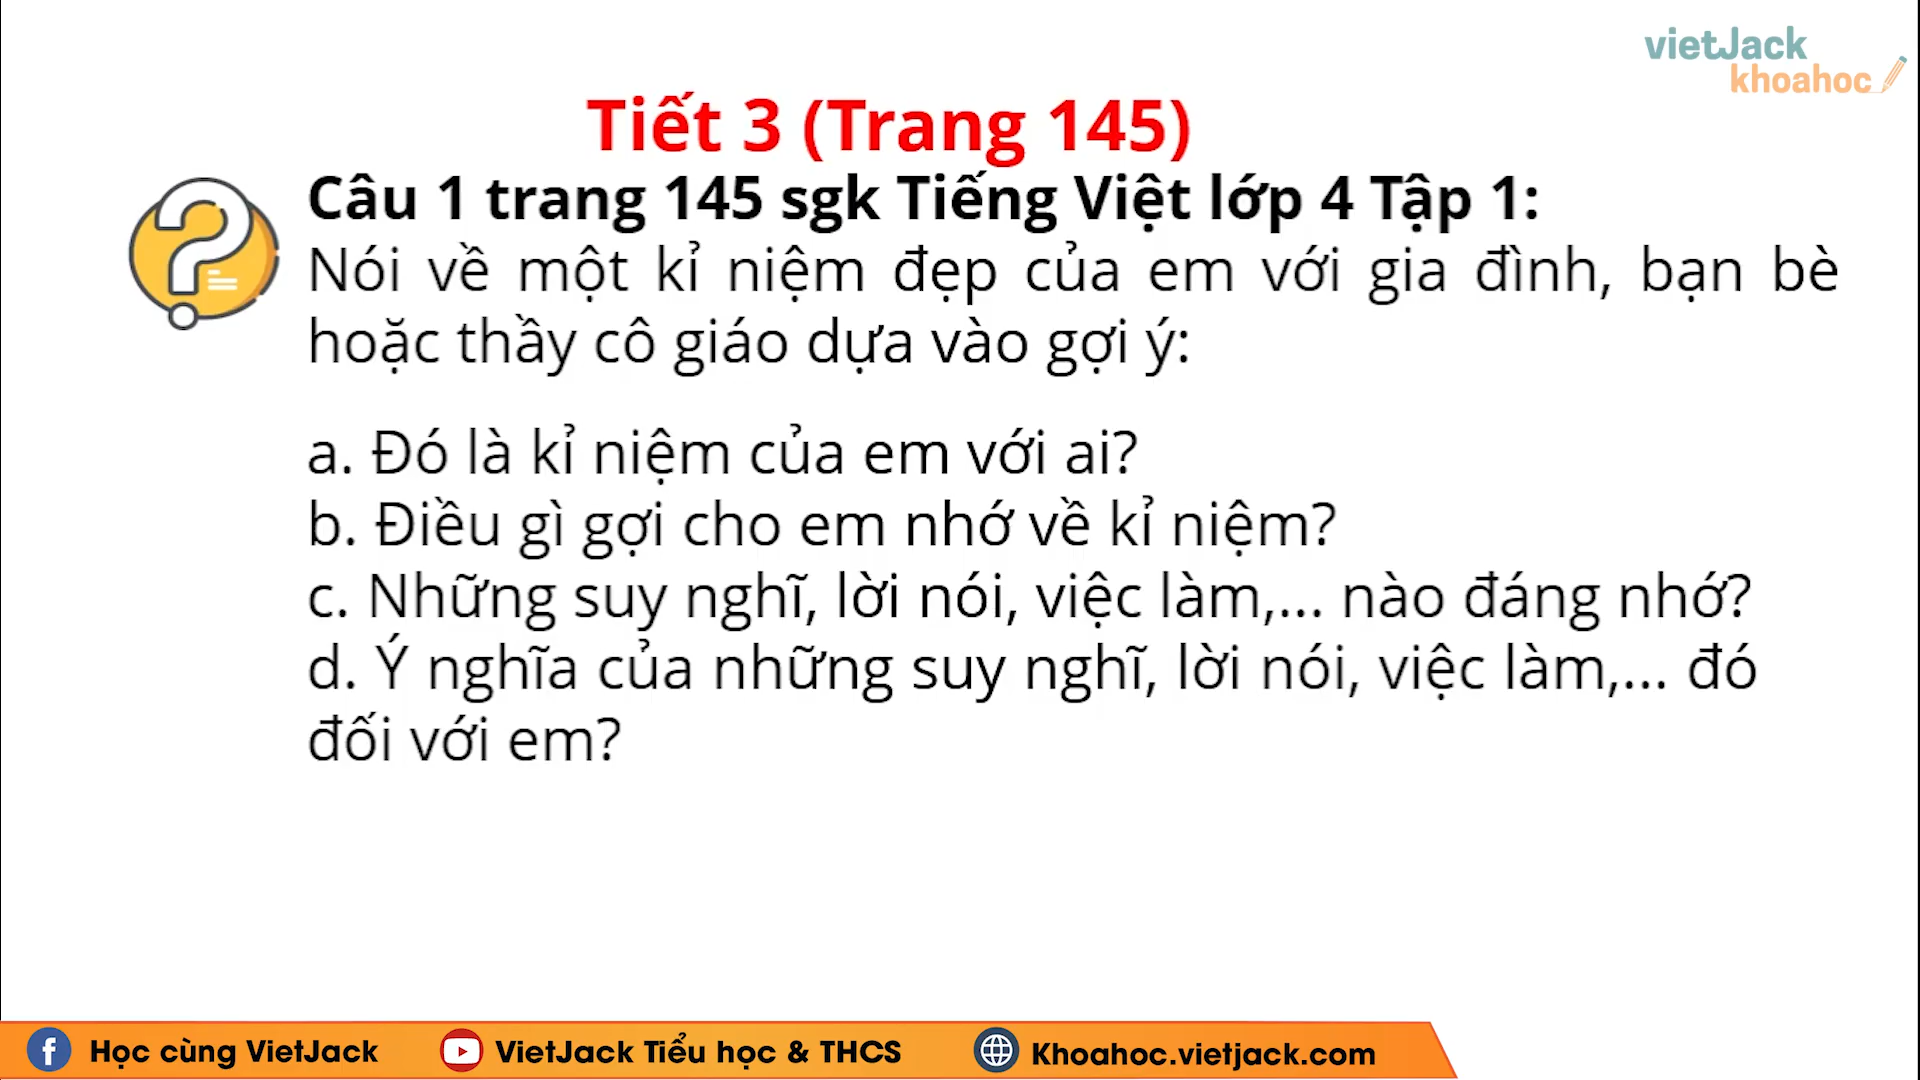 vietJack
khoahoc
Tiết 3 (Trang 145)
Câu 1 trang 145 sgk Tiếng Việt lớp 4 Tập 1:
Nói về một kỉ niệm đẹp của em với gia đình, bạn bè
hoặc thầy cô giáo dựa vào gợi ý:
a. Đó là kỉ niệm của em với ai?
b. Điều gì gợi cho em nhớ về kỉ niệm?
c. Những suy nghĩ, lời nói, việc làm,... nào đáng nhớ?
d. Ý nghĩa của những suy nghĩ, lời nói, việc làm,... đó
đối với em?
Học cùng VietJack
VietJack Tiểu học & THCS
Khoahoc.vietjack.com